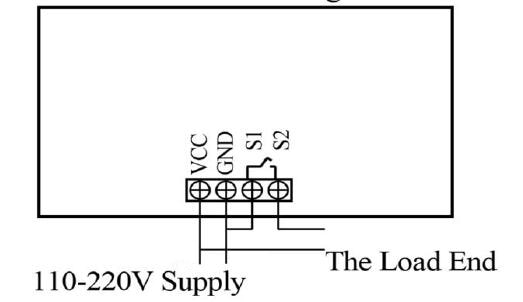 VCC
GND
S1
S2
The Load End
110-220V Supply